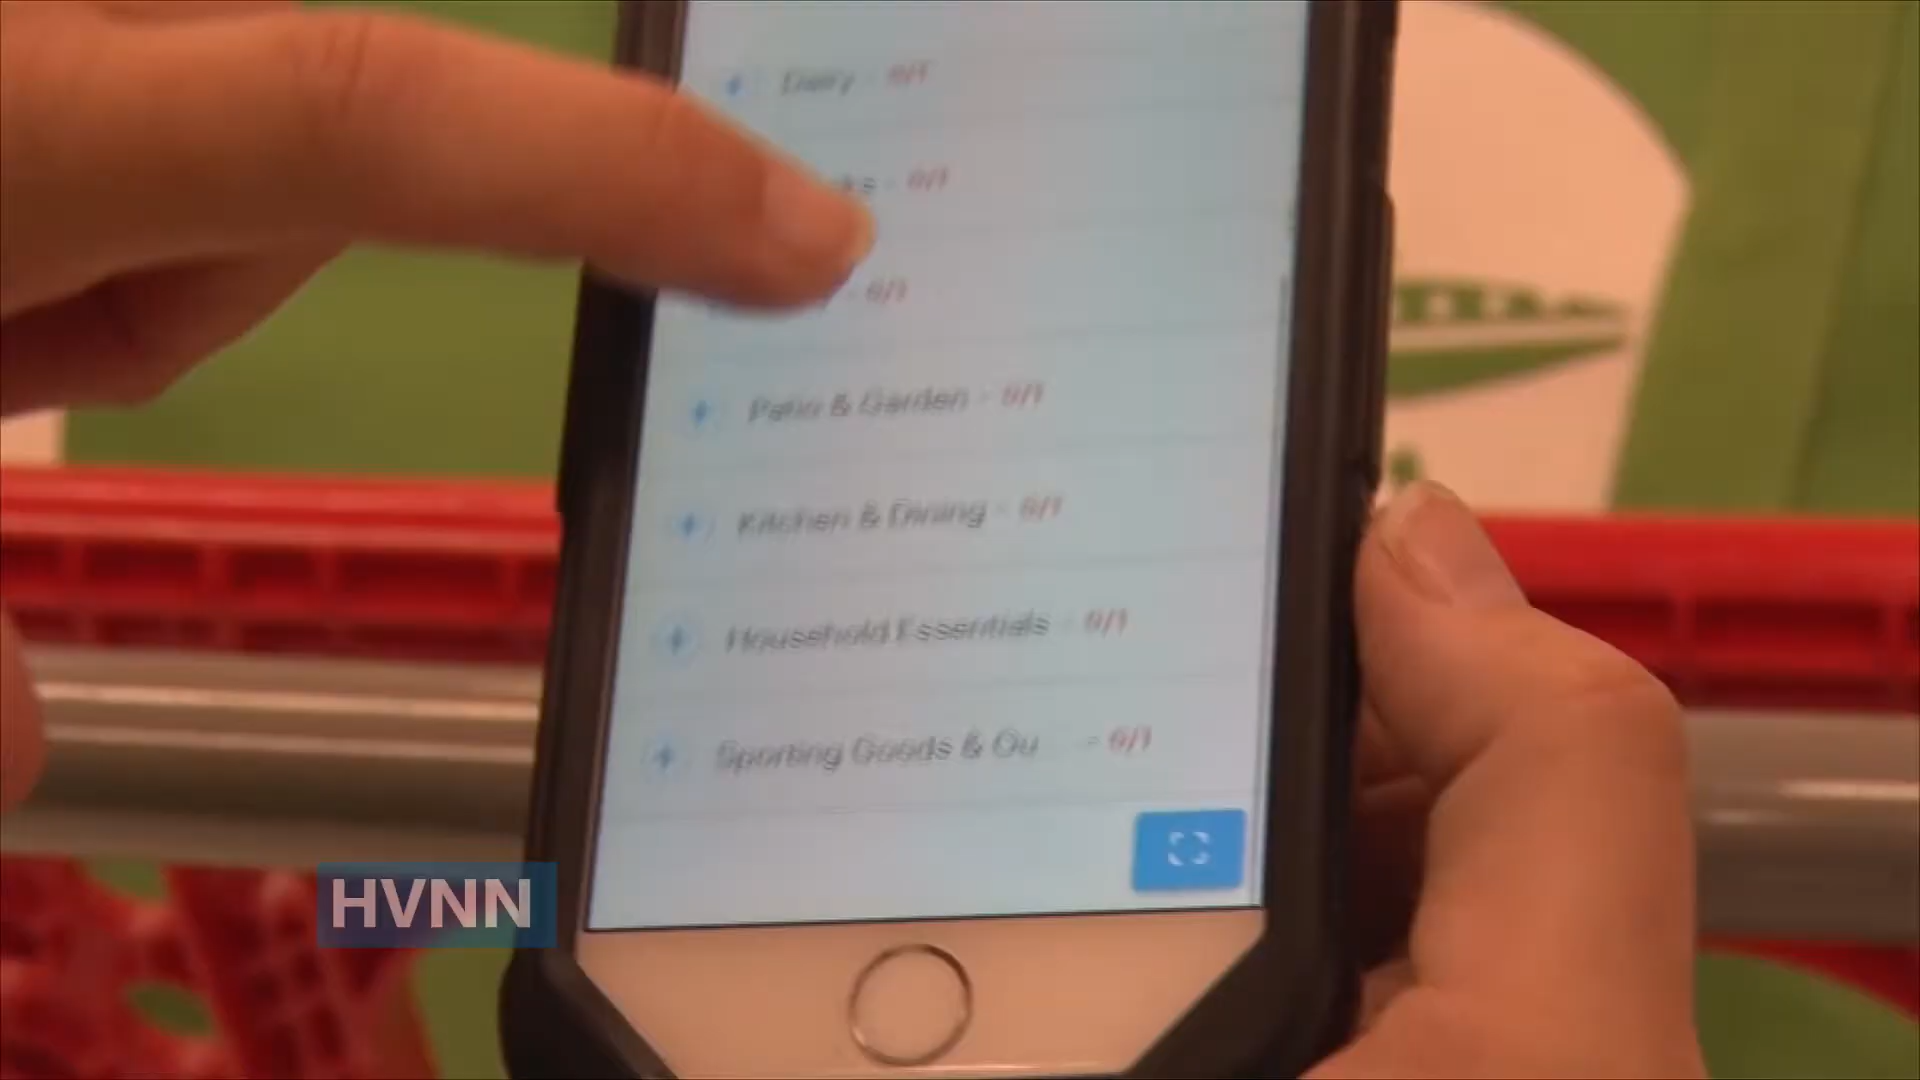 Dairy - 0/1
- 0/1
- 0/1
Patio & Garden - 0/1
Kitchen & Dining - 0/1
Household Essentials - 0/1
Sporting Goods & Ou - 0/1
HVNN